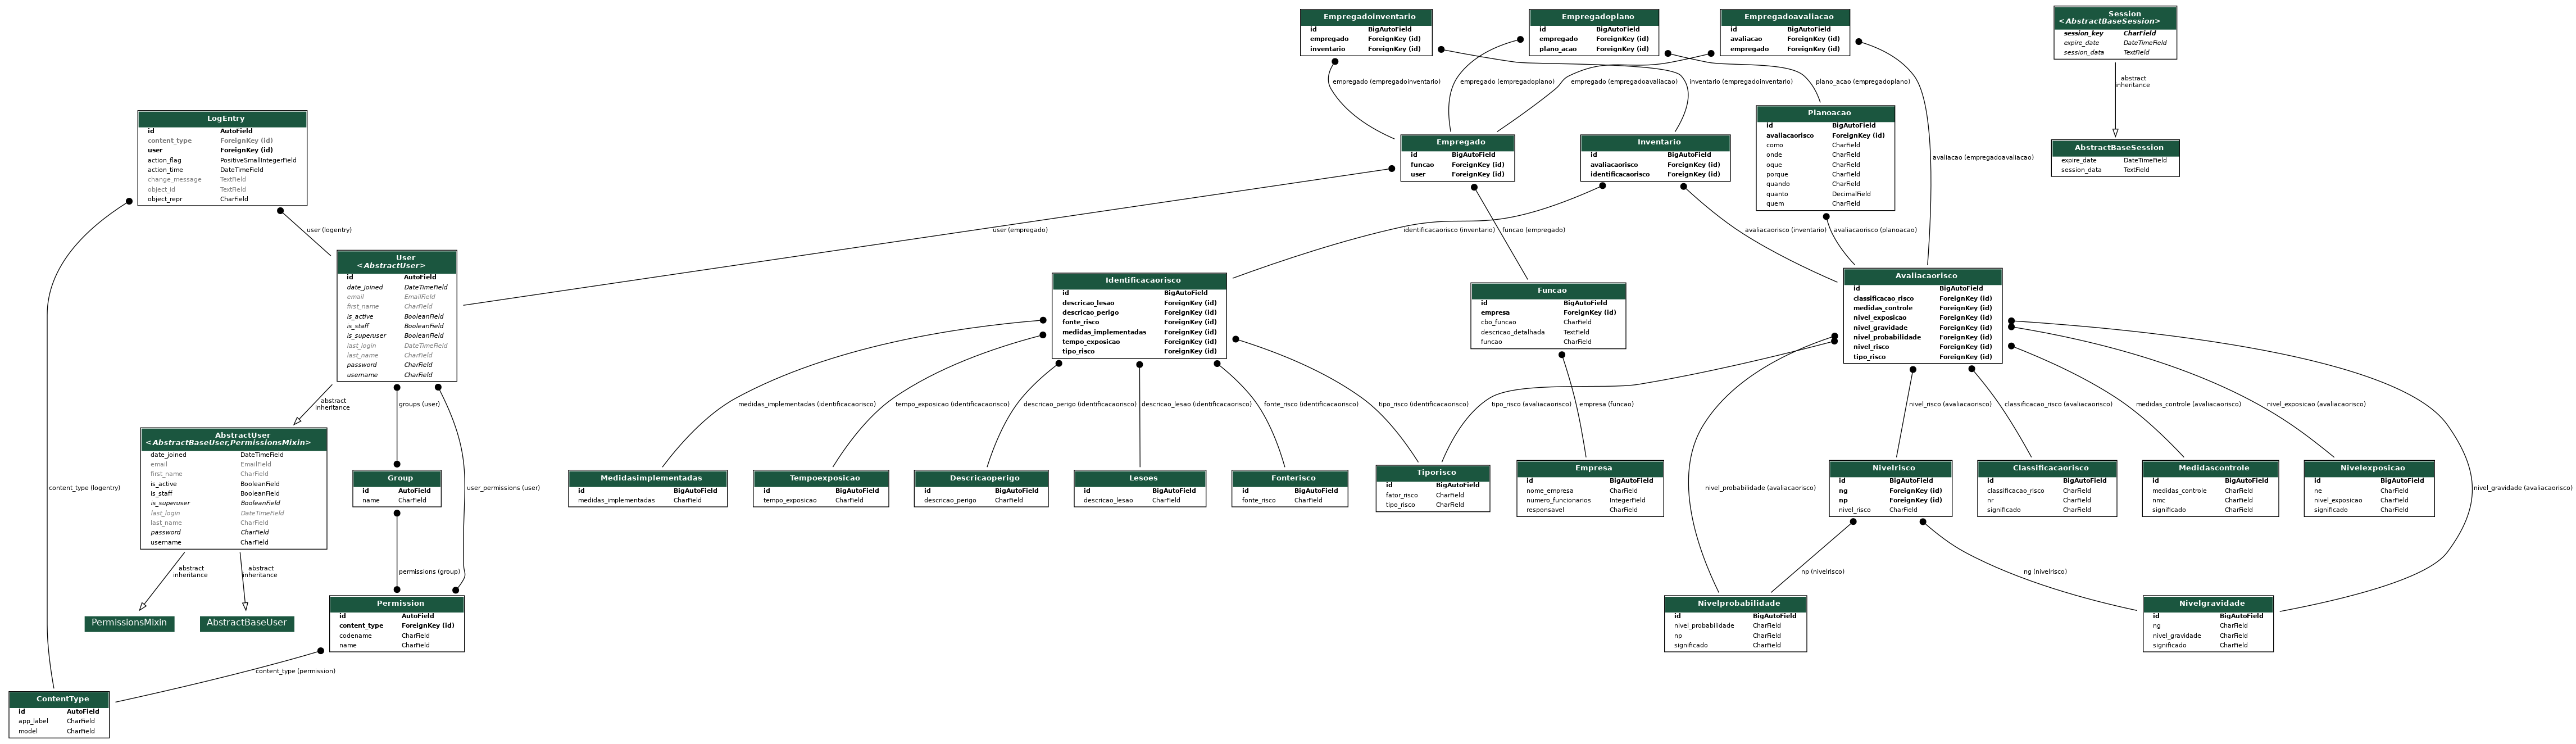 Empregadoinventario
id BigAutoField
empregado ForeignKey (id)
inventario ForeignKey (id)
Empregadoplano
id BigAutoField
empregado ForeignKey (id)
plano_acao ForeignKey (id)
Empregadoavaliacao
id BigAutoField
avaliacao ForeignKey (id)
empregado ForeignKey (id)
Session
<AbstractBaseSession>
session_key CharField
expire_date DateTimeField
session_data TextField
empregado (empregadoinventario)
empregado (empregadoplano)
empregado (empregadoavaliacao)
inventario (empregadoinventario)
plano_acao (empregadoplano)
abstract
inheritance
LogEntry
id AutoField
content_type ForeignKey (id)
user ForeignKey (id)
action_flag PositiveSmallIntegerField
action_time DateTimeField
change_message TextField
object_id TextField
object_repr CharField
Empregado
id BigAutoField
funcao ForeignKey (id)
user ForeignKey (id)
Inventario
id BigAutoField
avaliacaorisco ForeignKey (id)
identificacaorisco ForeignKey (id)
Planoacao
id BigAutoField
avaliacaorisco ForeignKey (id)
como CharField
onde CharField
oque CharField
porque CharField
quando CharField
quanto DecimalField
quem CharField
avaliacao (empregadoavaliacao)
AbstractBaseSession
expire_date DateTimeField
session_data TextField
user (logentry)
user (empregado)
identificacaorisco (inventario)
funcao (empregado)
avaliacaorisco (inventario)
avaliacaorisco (planoacao)
User
<AbstractUser>
id AutoField
date_joined DateTimeField
email EmailField
first_name CharField
is_active BooleanField
is_staff BooleanField
is_superuser BooleanField
last_login DateTimeField
last_name CharField
password CharField
username CharField
Identificacaorisco
id BigAutoField
descricao_lesao ForeignKey (id)
descricao_perigo ForeignKey (id)
fonte_risco ForeignKey (id)
medidas_implementadas ForeignKey (id)
tempo_exposicao ForeignKey (id)
tipo_risco ForeignKey (id)
Funcao
id BigAutoField
empresa ForeignKey (id)
cbo_funcao CharField
descricao_detalhada TextField
funcao CharField
Avaliacaorisco
id BigAutoField
classificacao_risco ForeignKey (id)
medidas_controle ForeignKey (id)
nivel_exposicao ForeignKey (id)
nivel_gravidade ForeignKey (id)
nivel_probabilidade ForeignKey (id)
nivel_risco ForeignKey (id)
tipo_risco ForeignKey (id)
abstract
inheritance
groups (user)
medidas_implementadas (identificacaorisco)
tempo_exposicao (identificacaorisco)
descricao_perigo (identificacaorisco)
descricao_lesao (identificacaorisco)
fonte_risco (identificacaorisco)
tipo_risco (identificacaorisco)
tipo_risco (avaliacaorisco)
empresa (funcao)
nivel_risco (avaliacaorisco)
classificacao_risco (avaliacaorisco)
medidas_controle (avaliacaorisco)
nivel_exposicao (avaliacaorisco)
AbstractUser
<AbstractBaseUser,PermissionsMixin>
date_joined DateTimeField
email EmailField
first_name CharField
is_active BooleanField
is_staff BooleanField
is_superuser BooleanField
last_login DateTimeField
last_name CharField
password CharField
username CharField
content_type (logentry)
Group
id AutoField
name CharField
user_permissions (user)
Medidasimplementadas
id BigAutoField
medidas_implementadas CharField
Tempoexposicao
id BigAutoField
tempo_exposicao CharField
Descricaoperigo
id BigAutoField
descricao_perigo CharField
Lesoes
id BigAutoField
descricao_lesao CharField
Fonterisco
id BigAutoField
fonte_risco CharField
Tiporisco
id BigAutoField
fator_risco CharField
tipo_risco CharField
Empresa
id BigAutoField
nome_empresa CharField
numero_funcionarios IntegerField
responsavel CharField
nivel_probabilidade (avaliacaorisco)
Nivelrisco
id BigAutoField
ng ForeignKey (id)
np ForeignKey (id)
nivel_risco CharField
Classificacaorisco
id BigAutoField
classificacao_risco CharField
nr CharField
significado CharField
Medidascontrole
id BigAutoField
medidas_controle CharField
nmc CharField
significado CharField
Nivelexposicao
id BigAutoField
ne CharField
nivel_exposicao CharField
significado CharField
nivel_gravidade (avaliacaorisco)
abstract
inheritance
abstract
inheritance
permissions (group)
np (nivelrisco)
ng (nivelrisco)
PermissionsMixin
AbstractBaseUser
Permission
id AutoField
content_type ForeignKey (id)
codename CharField
name CharField
Nivelprobabilidade
id BigAutoField
nivel_probabilidade CharField
np CharField
significado CharField
Nivelgravidade
id BigAutoField
ng CharField
nivel_gravidade CharField
significado CharField
content_type (permission)
ContentType
id AutoField
app_label CharField
model CharField